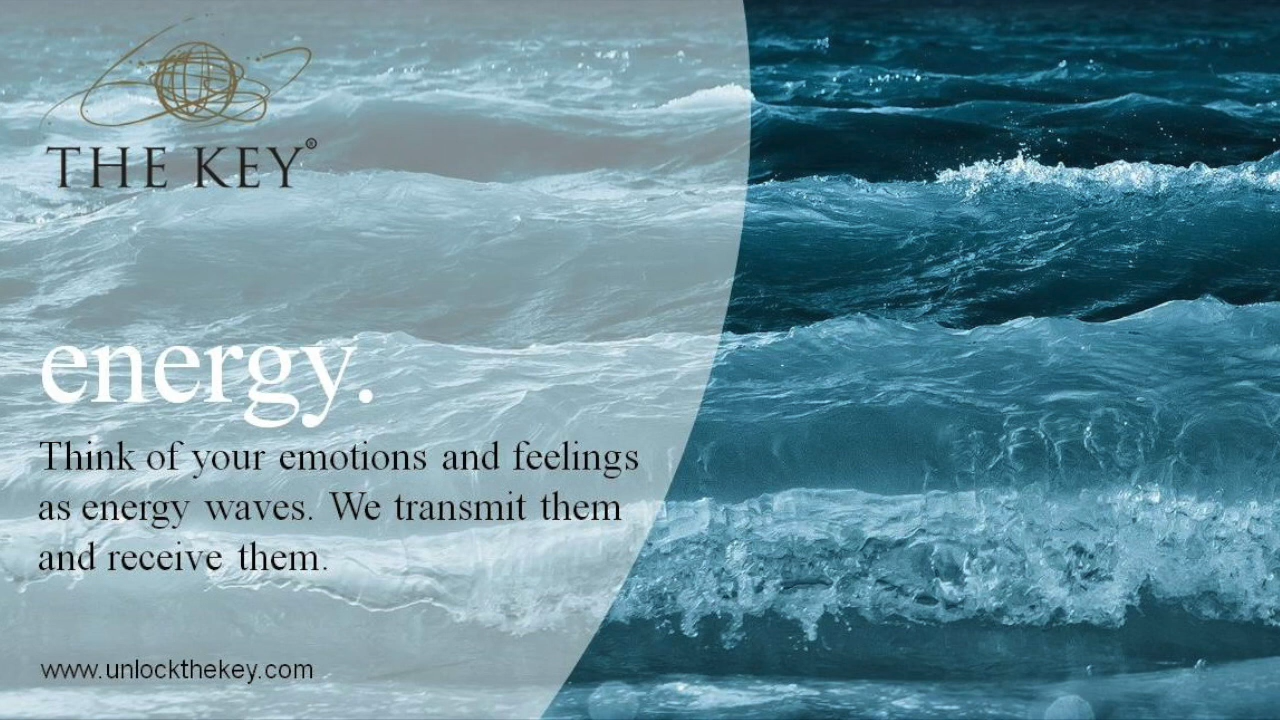 THE KEY®
energy.
Think of your emotions and feelings
as energy waves. We transmit them
and receive them.
www.unlockthekey.com